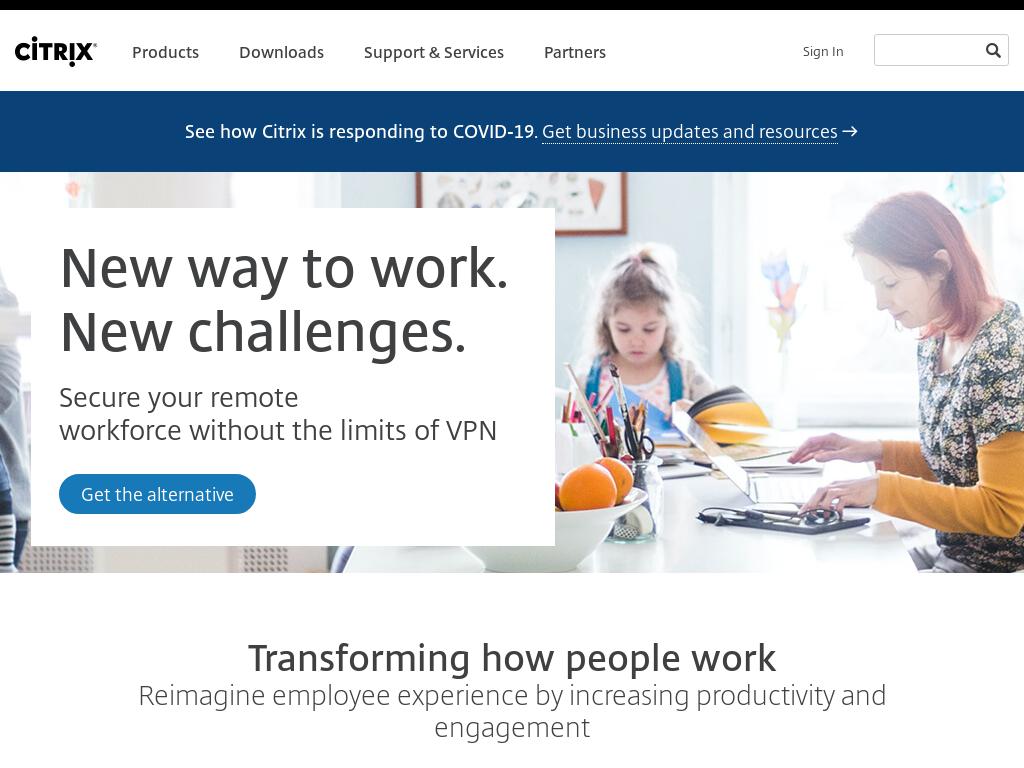 CITRIX
Products Downloads Support & Services Partners Sign In
See how Citrix is responding to COVID-19. Get business updates and resources →
New way to work.
New challenges.
Secure your remote
workforce without the limits of VPN
Get the alternative
Transforming how people work
Reimagine employee experience by increasing productivity and
engagement